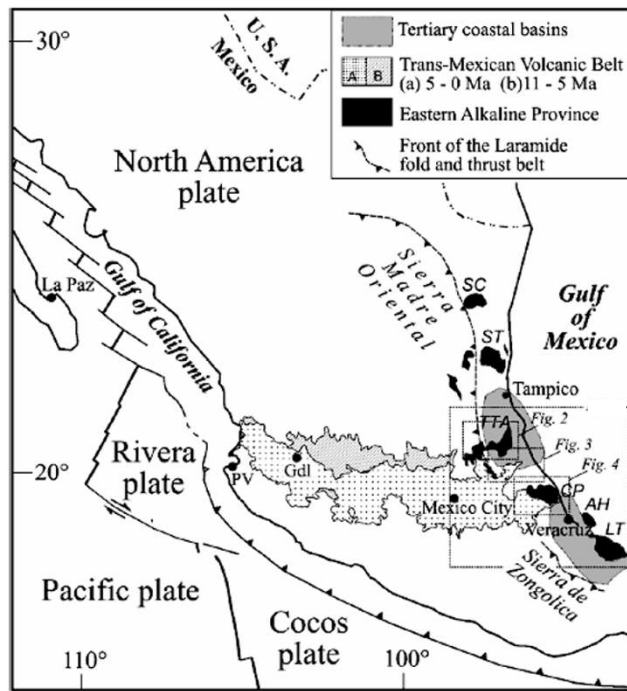 30°
U. S. A.
Mexico
Tertiary coastal basins
A B
Trans-Mexican Volcanic Belt
(a) 5 - 0 Ma (b)11 - 5 Ma
Eastern Alkaline Province
Front of the Laramide
fold and thrust belt
North America
plate
La Paz
Gulf of California
Sierra
Madre
Oriental
SC
ST
Gulf
of
Mexico
Tampico
TTA
Fig. 2
Fig. 3
Fig. 4
Rivera
plate
20°
PV
Gdl
Mexico City
CP
AH
LT
Veracruz
Sierra de
Zongolica
Pacific plate
Cocos
plate
110°
100°